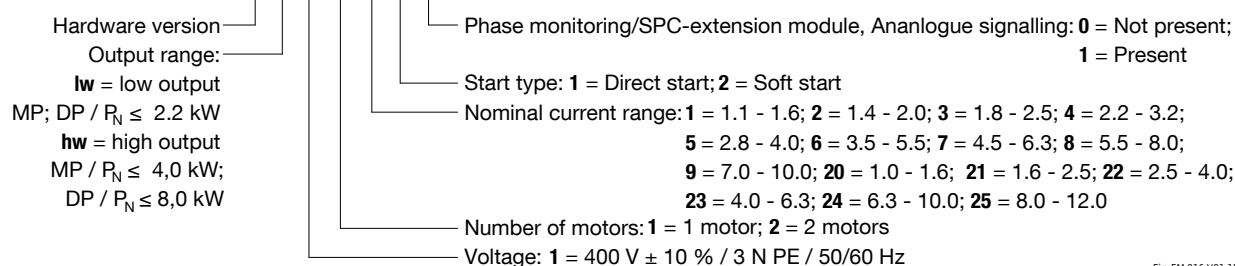 Hardware version
Output range:
lw = low output
MP; DP / PN ≤ 2.2 kW
hw = high output
MP / PN ≤ 4,0 kW;
DP / PN ≤ 8,0 kW
Phase monitoring/SPC-extension module, Ananlogue signalling: 0 = Not present;
1 = Present
Start type: 1 = Direct start; 2 = Soft start
Nominal current range: 1 = 1.1 - 1.6; 2 = 1.4 - 2.0; 3 = 1.8 - 2.5; 4 = 2.2 - 3.2;
5 = 2.8 - 4.0; 6 = 3.5 - 5.5; 7 = 4.5 - 6.3; 8 = 5.5 - 8.0;
9 = 7.0 - 10.0; 20 = 1.0 - 1.6; 21 = 1.6 - 2.5; 22 = 2.5 - 4.0;
23 = 4.0 - 6.3; 24 = 6.3 - 10.0; 25 = 8.0 - 12.0
Number of motors: 1 = 1 motor; 2 = 2 motors
Voltage: 1 = 400 V ± 10 % / 3 N PE / 50/60 Hz